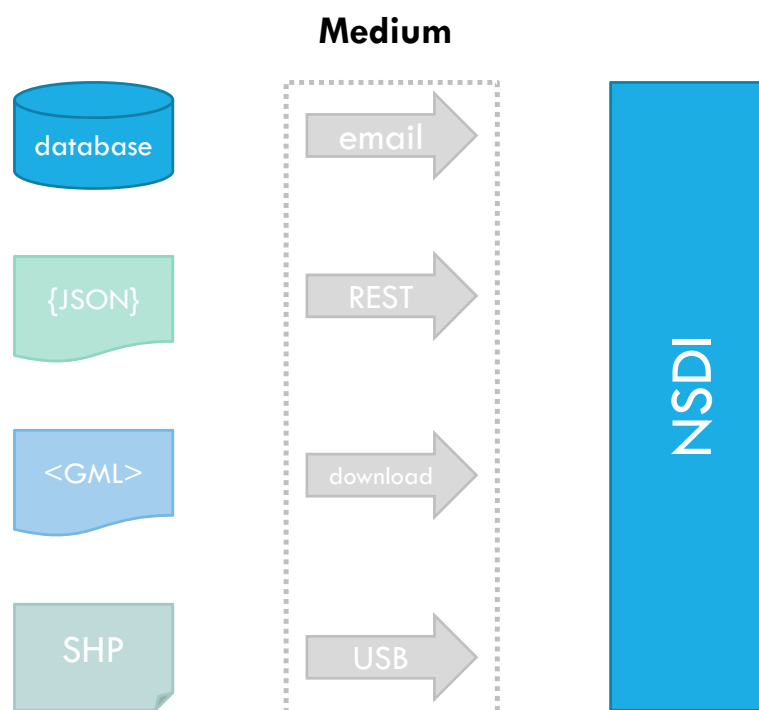 Medium
database
email
{JSON}
REST
<GML>
download
SHP
USB
NSDI